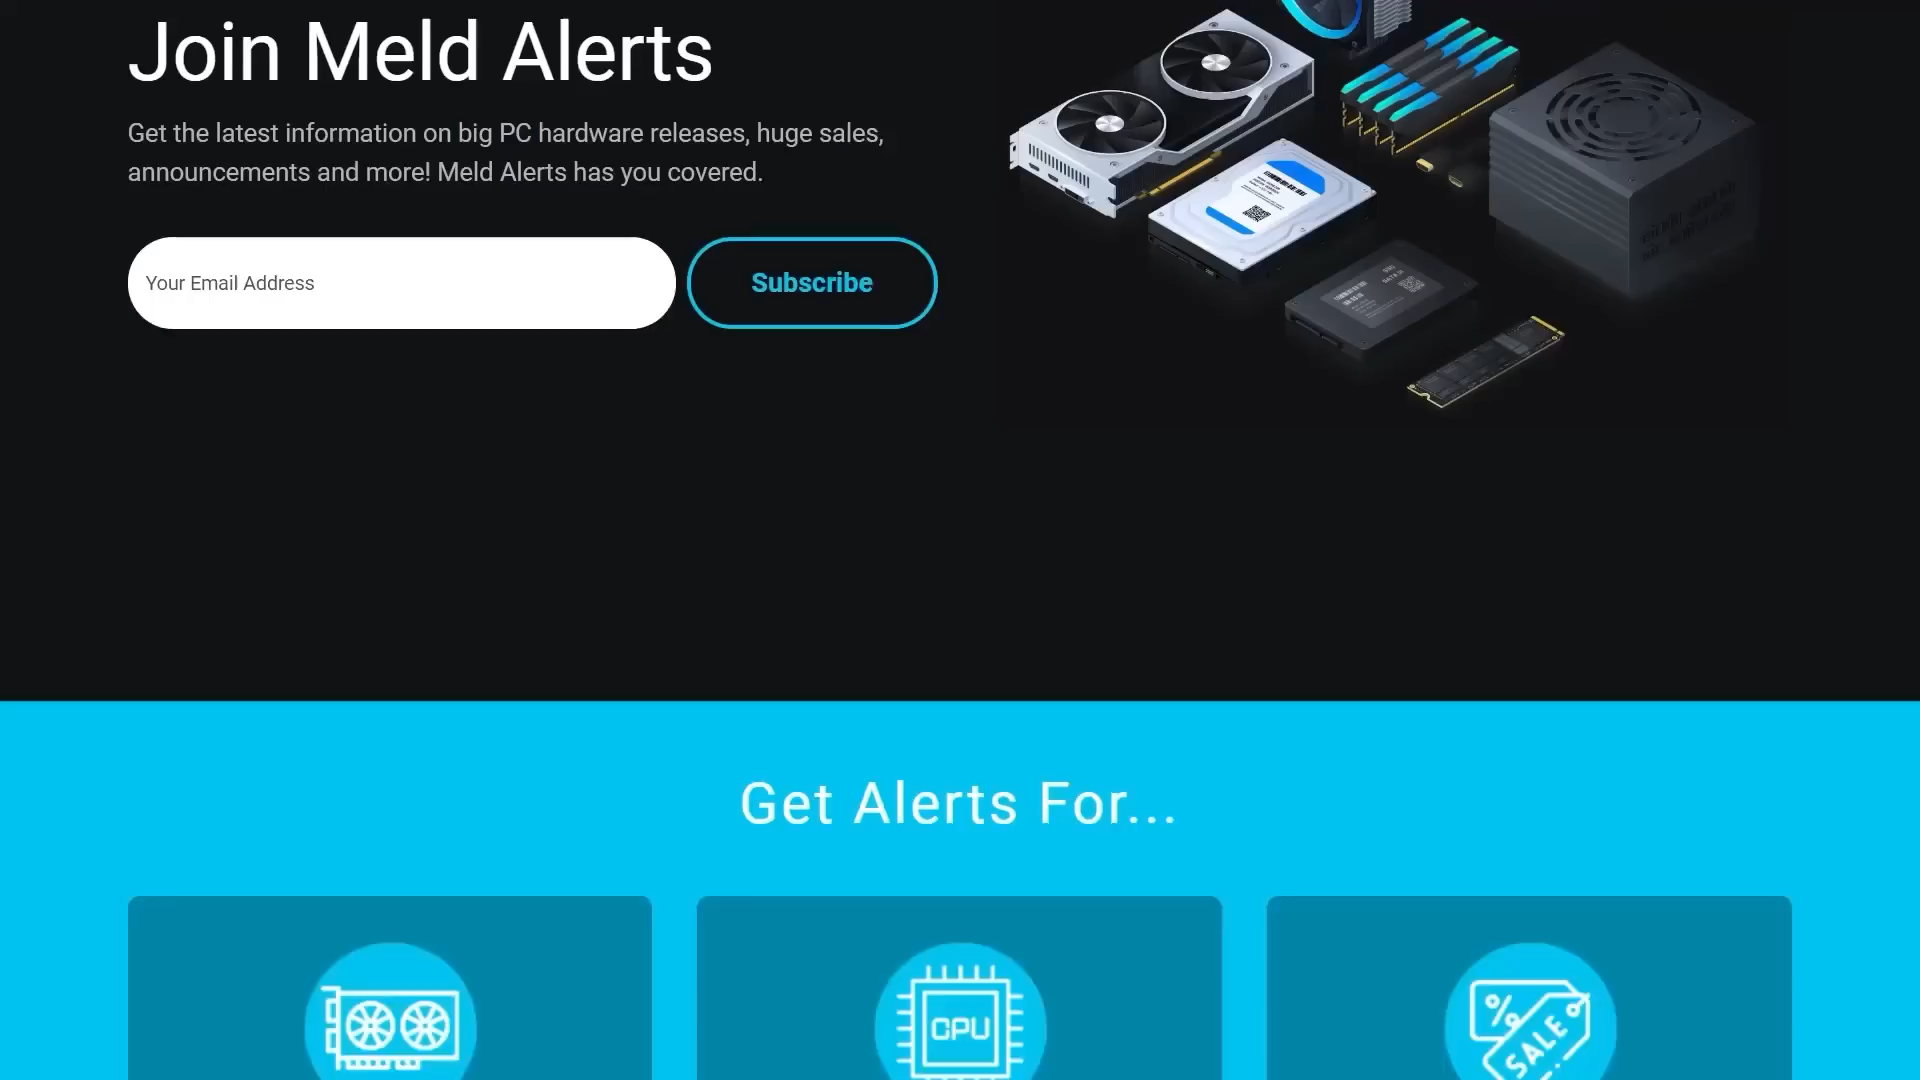 Join Meld Alerts
Get the latest information on big PC hardware releases, huge sales,
announcements and more! Meld Alerts has you covered.
Your Email Address
Subscribe
Get Alerts For...
CPU
%
SALE